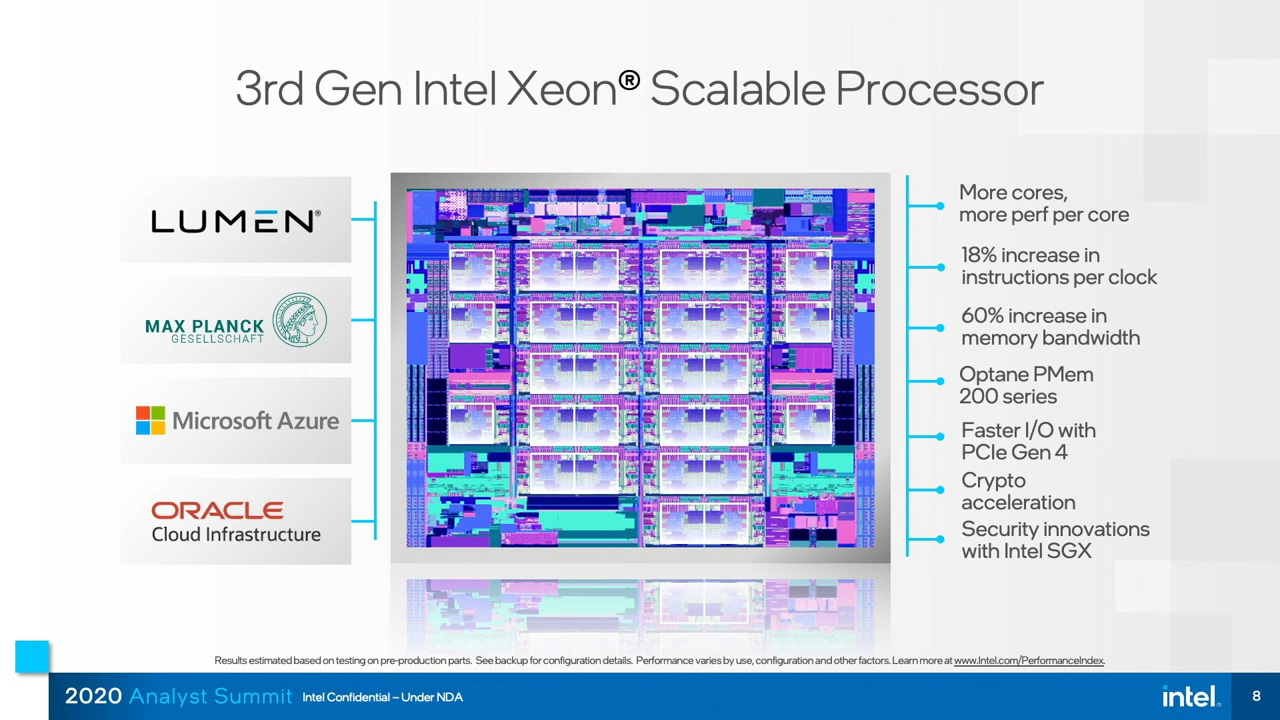 3rd Gen Intel Xeon® Scalable Processor
LUMEN®
MAX PLANCK
GESELLSCHAFT
Microsoft Azure
ORACLE
Cloud Infrastructure
More cores,
more perf per core
18% increase in
instructions per clock
60% increase in
memory bandwidth
Optane PMem
200 series
Faster I/O with
PCIe Gen 4
Crypto
acceleration
Security innovations
with Intel SGX
Results estimated based on testing on pre-production parts. See backup for configuration details. Performance varies by use, configuration and other factors. Learn more at www.Intel.com/PerformanceIndex.
2020 Analyst Summit Intel Confidential – Under NDA
intel.
8